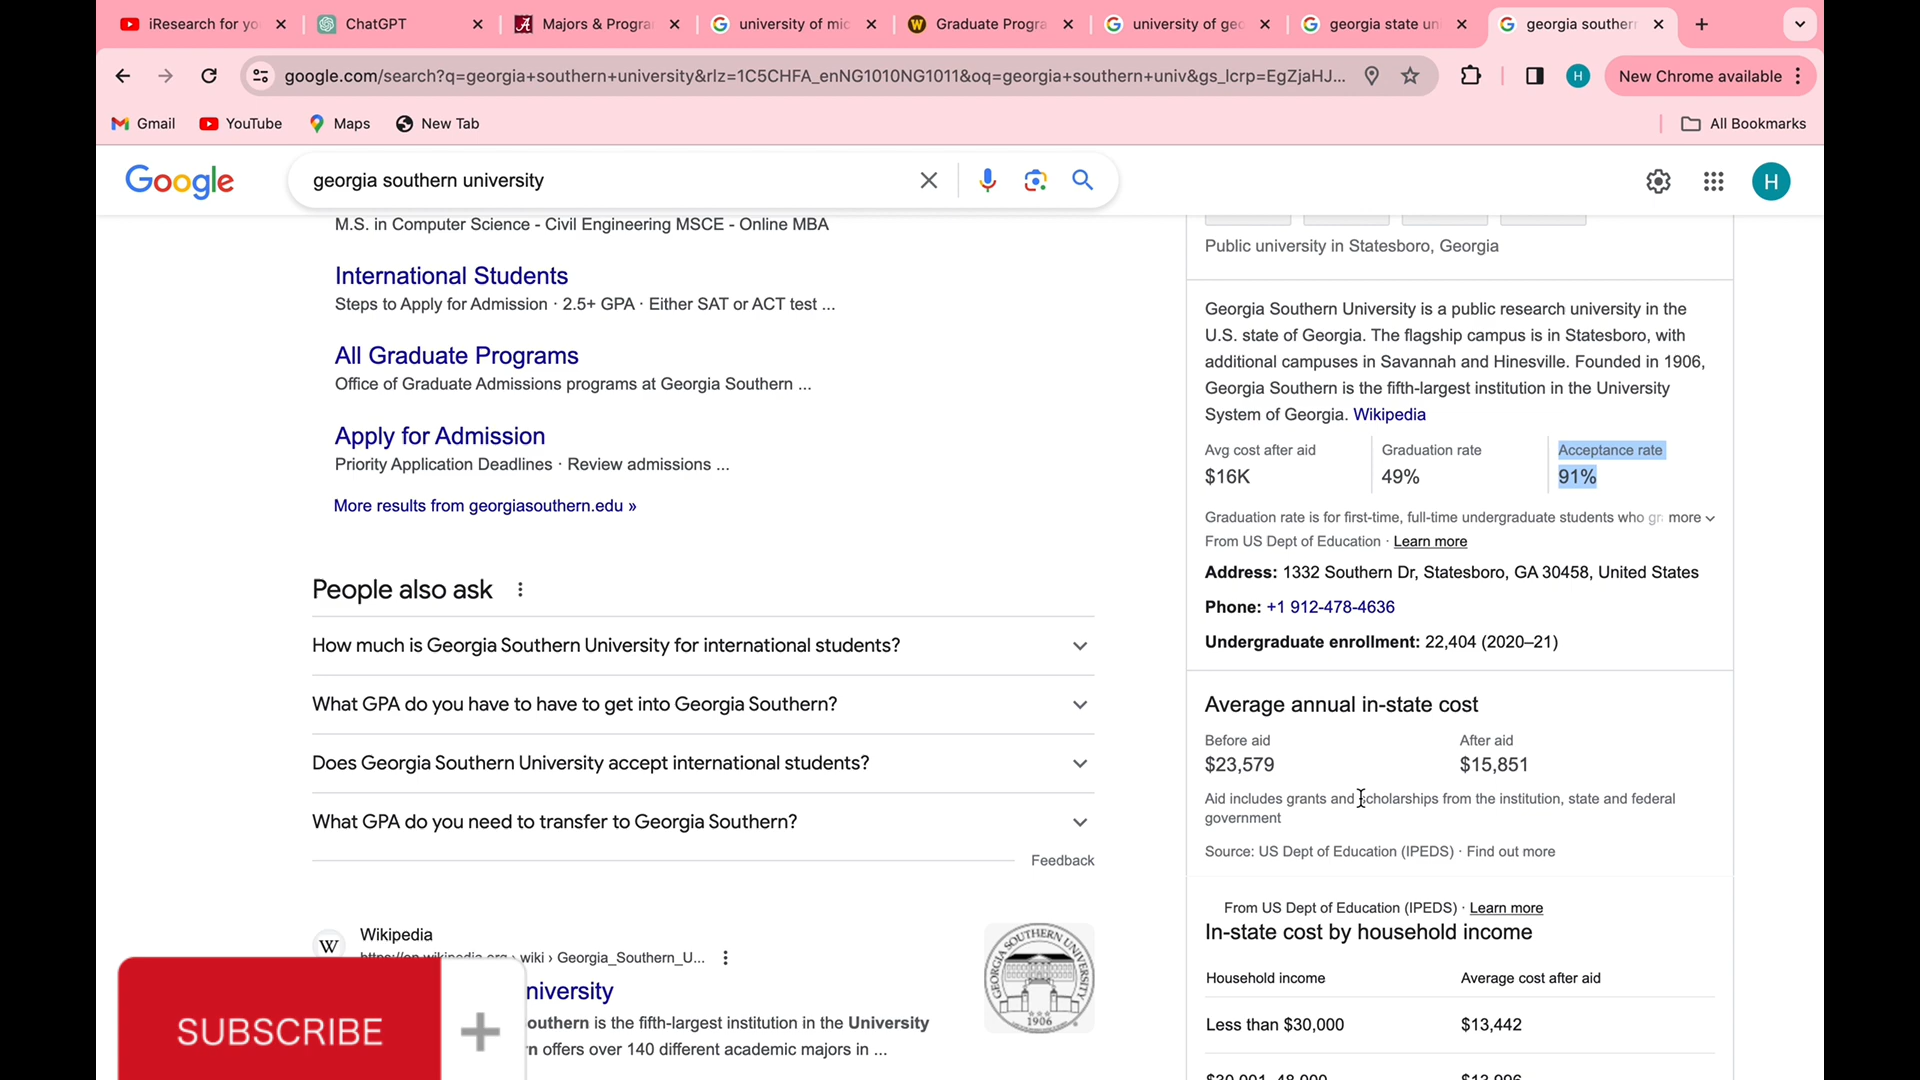 iResearch for yo
ChatGPT
Majors & Progra
university of mic
Graduate Progra
university of geo
georgia state un
georgia southern
google.com/search?q=georgia+southern+university&rlz=1C5CHFA_enNG1010NG1011&oq=georgia+southern+univ&gs_lcrp=EgZjaHJ...
H
New Chrome available
Gmail
YouTube
Maps
New Tab
All Bookmarks
Google
georgia southern university
H
M.S. in Computer Science - Civil Engineering MSCE - Online MBA
International Students
Steps to Apply for Admission · 2.5+ GPA · Either SAT or ACT test ...
All Graduate Programs
Office of Graduate Admissions programs at Georgia Southern ...
Apply for Admission
Priority Application Deadlines · Review admissions ...
More results from georgiasouthern.edu »
People also ask
How much is Georgia Southern University for international students?
What GPA do you have to have to get into Georgia Southern?
Does Georgia Southern University accept international students?
What GPA do you need to transfer to Georgia Southern?
Feedback
W
Wikipedia
wiki › Georgia_Southern_U...
niversity
outhern is the fifth-largest institution in the University
n offers over 140 different academic majors in ...
GEORGIA SOUTHERN UNIVERSITY
1906
SUBSCRIBE
Public university in Statesboro, Georgia
Georgia Southern University is a public research university in the
U.S. state of Georgia. The flagship campus is in Statesboro, with
additional campuses in Savannah and Hinesville. Founded in 1906,
Georgia Southern is the fifth-largest institution in the University
System of Georgia. Wikipedia
Avg cost after aid Graduation rate Acceptance rate
$16K 49% 91%
Graduation rate is for first-time, full-time undergraduate students who gr more
From US Dept of Education · Learn more
Address: 1332 Southern Dr, Statesboro, GA 30458, United States
Phone: +1 912-478-4636
Undergraduate enrollment: 22,404 (2020–21)
Average annual in-state cost
Before aid After aid
$23,579 $15,851
Aid includes grants and scholarships from the institution, state and federal
government
Source: US Dept of Education (IPEDS) · Find out more
From US Dept of Education (IPEDS) · Learn more
In-state cost by household income
Household income Average cost after aid
Less than $30,000 $13,442